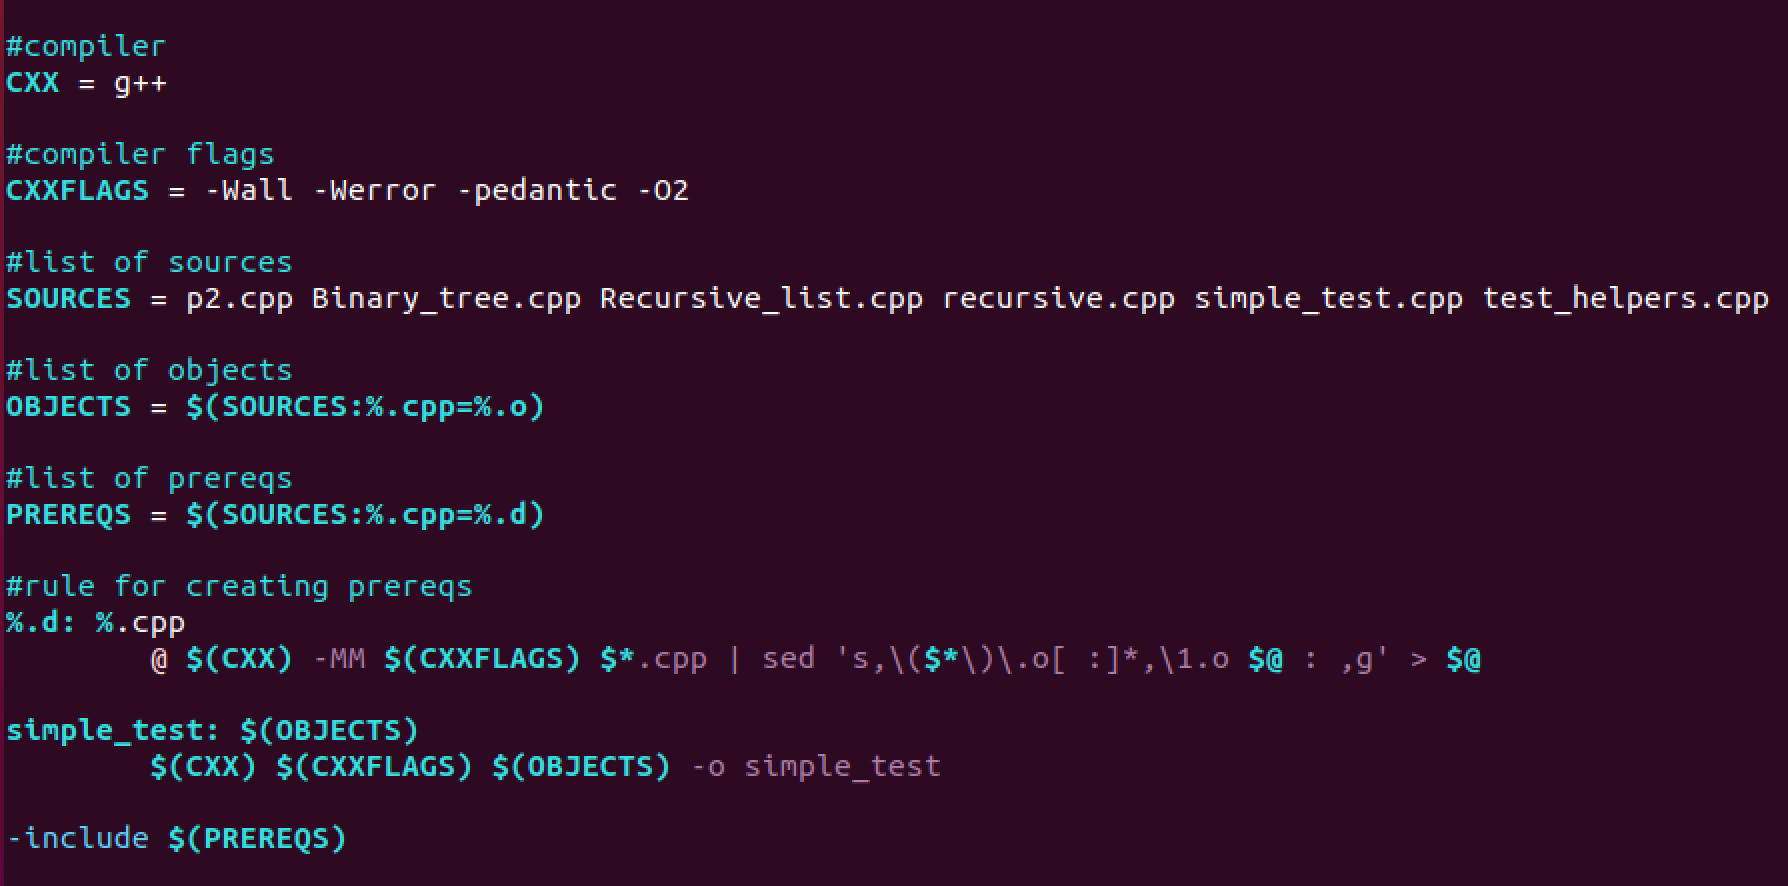 #compiler
CXX = g++
#compiler flags
CXXFLAGS = -Wall -Werror -pedantic -O2
#list of sources
SOURCES = p2.cpp Binary_tree.cpp Recursive_list.cpp recursive.cpp simple_test.cpp test_helpers.cpp
#list of objects
OBJECTS = $(SOURCES:%.cpp=%.o)
#list of prereqs
PREREQS = $(SOURCES:%.cpp=%.d)
#rule for creating prereqs
%.d: %.cpp
@ $(CXX) -MM $(CXXFLAGS) $*.cpp | sed 's,\($*\)\.o[ :]*,\1.o $@ : ,g' > $@
simple_test: $(OBJECTS)
$(CXX) $(CXXFLAGS) $(OBJECTS) -o simple_test
-include $(PREREQS)